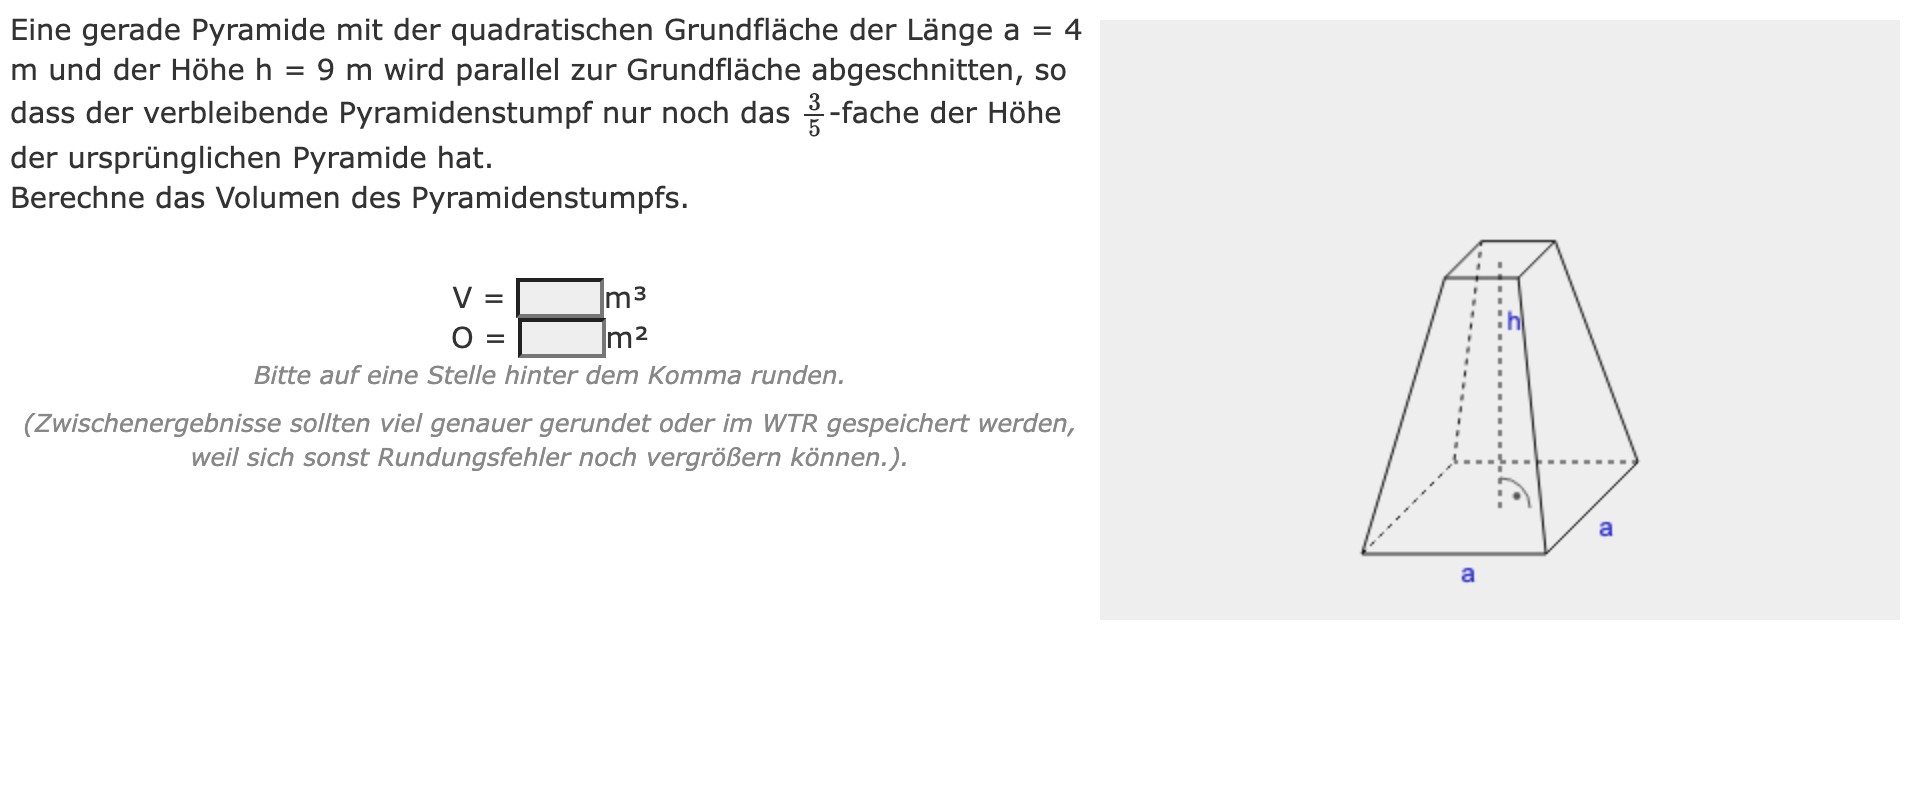 Eine gerade Pyramide mit der quadratischen Grundfläche der Länge a = 4
m und der Höhe h = 9 m wird parallel zur Grundfläche abgeschnitten, so
dass der verbleibende Pyramidenstumpf nur noch das 3/5-fache der Höhe
der ursprünglichen Pyramide hat.
Berechne das Volumen des Pyramidenstumpfs.
V = m³
O = m²
Bitte auf eine Stelle hinter dem Komma runden.
(Zwischenergebnisse sollten viel genauer gerundet oder im WTR gespeichert werden,
weil sich sonst Rundungsfehler noch vergrößern können.).
h
a
a